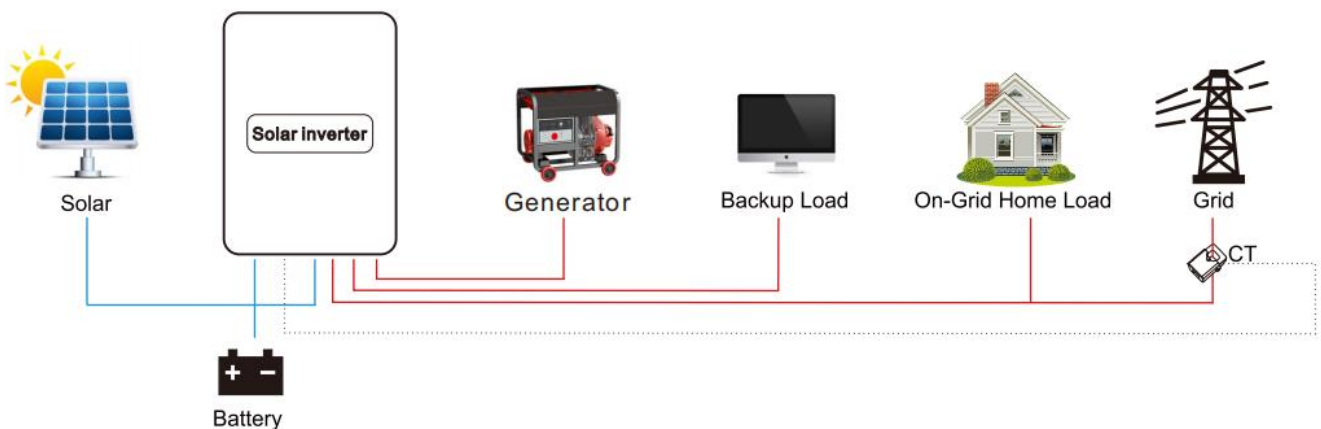 Solar inverter
Solar
Generator
Backup Load
On-Grid Home Load
Grid
CT
+ −
Battery